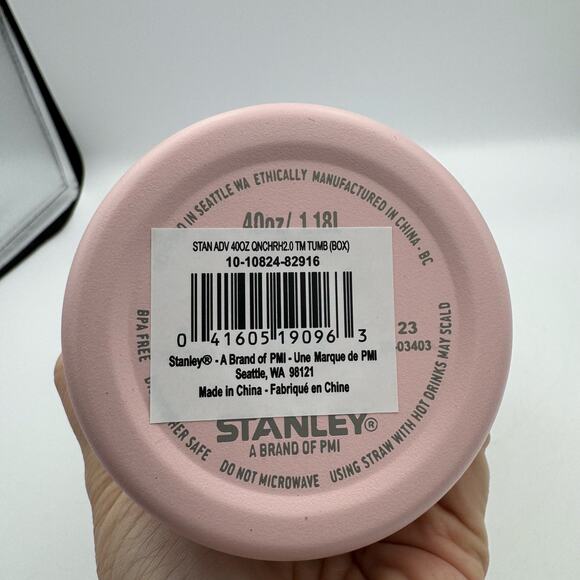 IN SEATTLE WA ETHICALLY MANUFACTURED IN CHINA - BC
40oz/ 1.18L
STAN ADV 40OZ QNCHRH2.0 TM TUMB (BOX)
10-10824-82916
0 41605 19096 3
Stanley® - A Brand of PMI - Une Marque de PMI
Seattle, WA 98121
Made in China - Fabriqué en Chine
23
-03403
STANLEY®
A BRAND OF PMI
BPA FREE
SAFE DO NOT MICROWAVE USING STRAW WITH HOT DRINKS MAY SCALD